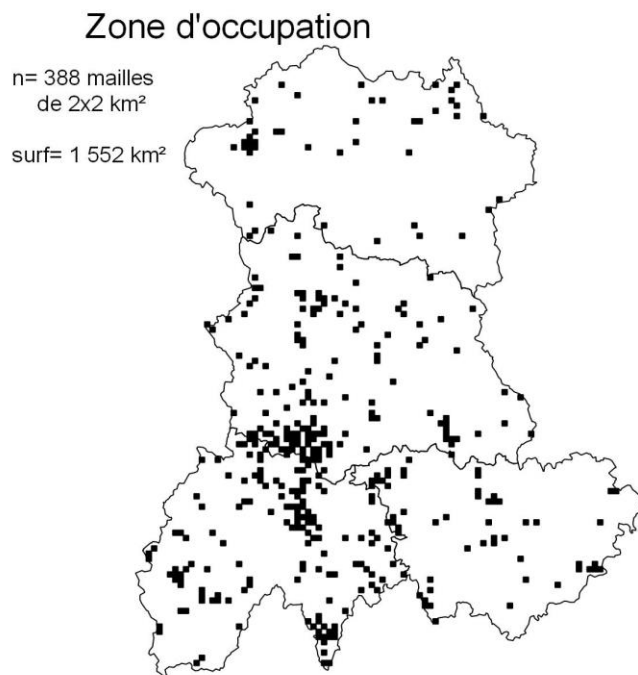 Zone d'occupation
n= 388 mailles
de 2x2 km²
surf= 1 552 km²